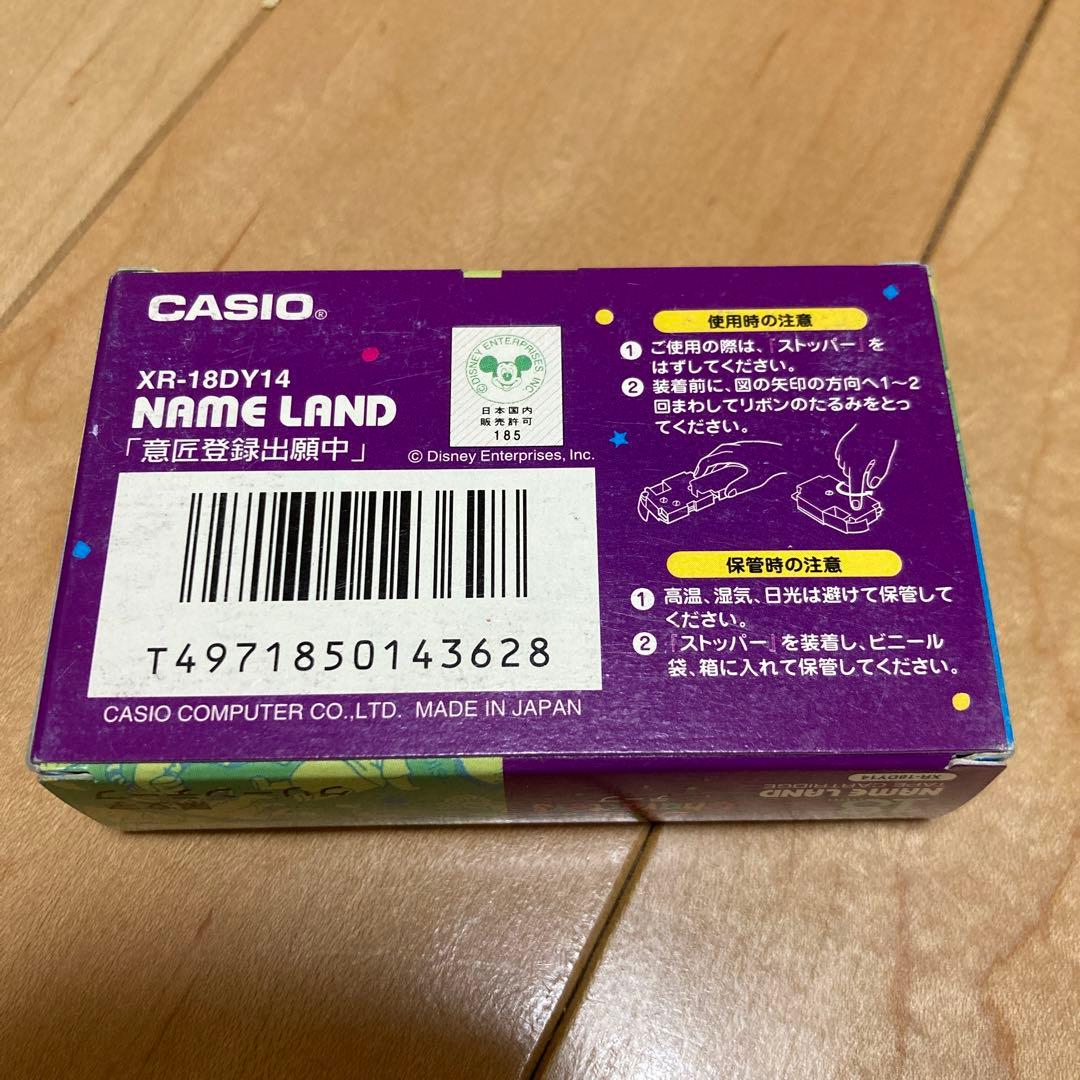 CASIO®
XR-18DY14
NAME LAND
「意匠登録出願中」
©DISNEY ENTERPRISES, INC
日本国内
販売許可
185
© Disney Enterprises, Inc.
T4971850143628
CASIO COMPUTER CO.,LTD. MADE IN JAPAN
使用時の注意
① ご使用の際は、『ストッパー』を
はずしてください。
② 装着前に、図の矢印の方向へ1〜2
回まわしてリボンのたるみをとっ
てください。
保管時の注意
① 高温、湿気、日光は避けて保管して
ください。
② 『ストッパー』を装着し、ビニール
袋、箱に入れて保管してください。
XR-18DY14
NAME LAND
TAPE CARTRIDGE
18